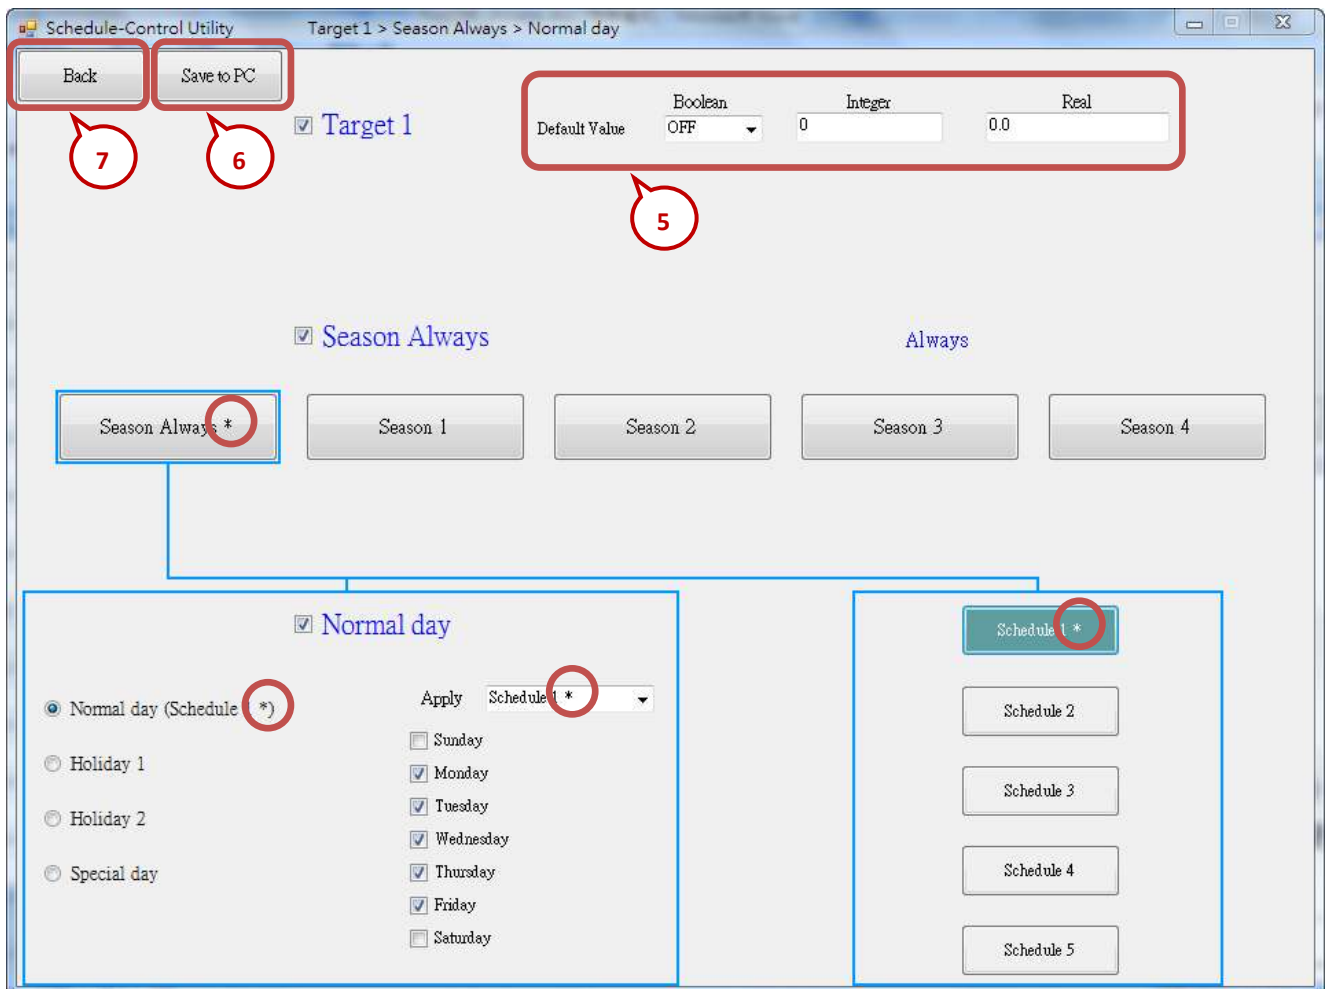 Schedule-Control Utility Target 1 > Season Always > Normal day
Back Save to PC
7 6
Target 1
Boolean Integer Real
Default Value OFF 0 0.0
5
Season Always Always
Season Always * Season 1 Season 2 Season 3 Season 4
Normal day
Normal day (Schedule 1 *)
Holiday 1
Holiday 2
Special day
Apply Schedule 1 *
Sunday
Monday
Tuesday
Wednesday
Thursday
Friday
Saturday
Schedule 1 *
Schedule 2
Schedule 3
Schedule 4
Schedule 5